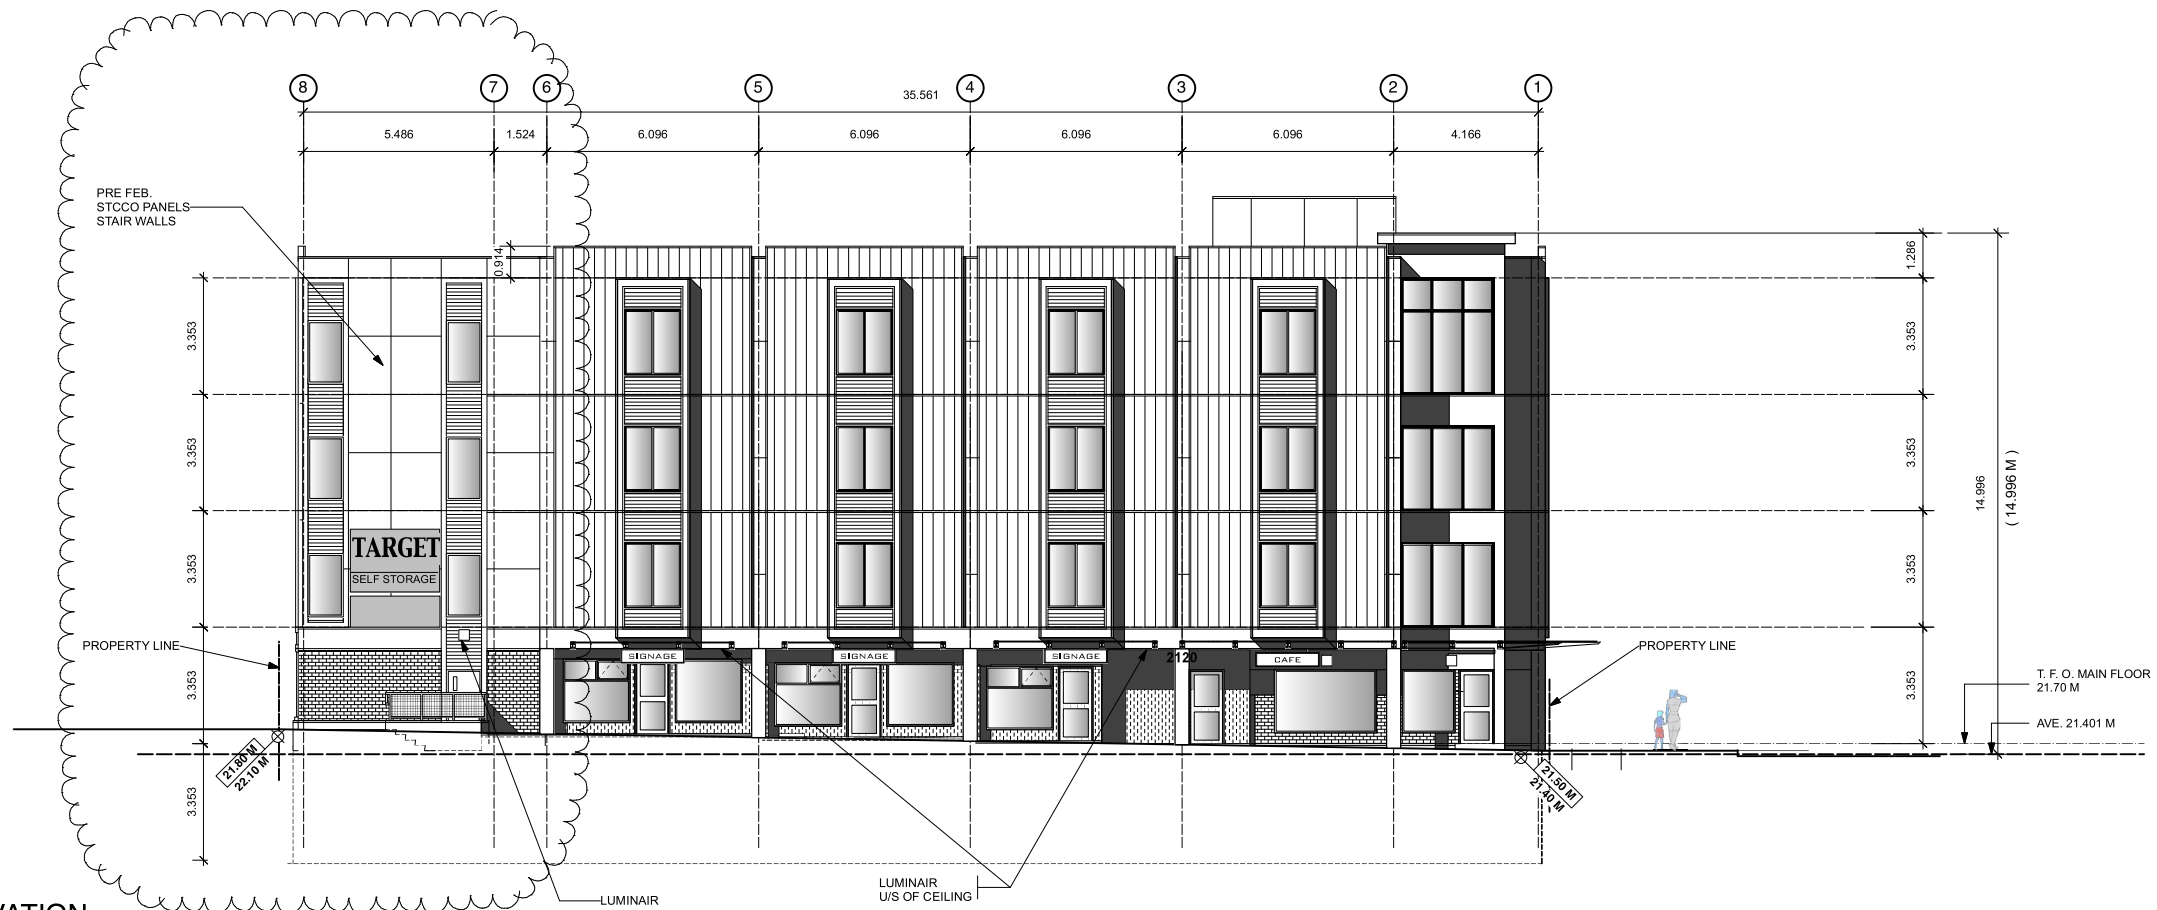 8
7
6
5
4
3
2
1
35.561
5.486
1.524
6.096
6.096
6.096
6.096
4.166
PRE FEB.
STCCO PANELS
STAIR WALLS
0.914
1.286
3.353
3.353
3.353
3.353
3.353
3.353
3.353
3.353
3.353
14.996
( 14.996 M )
TARGET
SELF STORAGE
PROPERTY LINE
SIGNAGE
SIGNAGE
SIGNAGE
2120
CAFE
PROPERTY LINE
T. F. O. MAIN FLOOR
21.70 M
AVE. 21.401 M
21.80 M
22.10 M
21.50 M
21.40 M
LUMINAIR
U/S OF CEILING
LUMINAIR